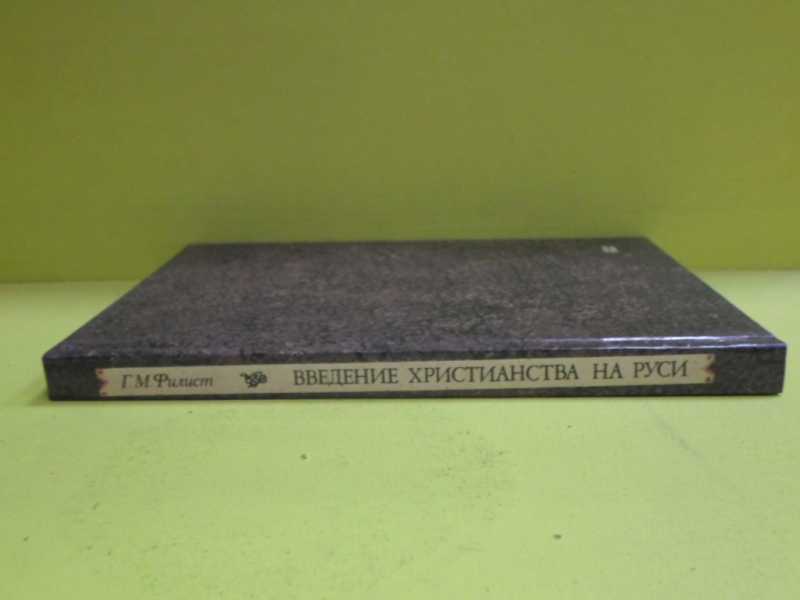 Г. М. Филист ВВЕДЕНИЕ ХРИСТИАНСТВА НА РУСИ